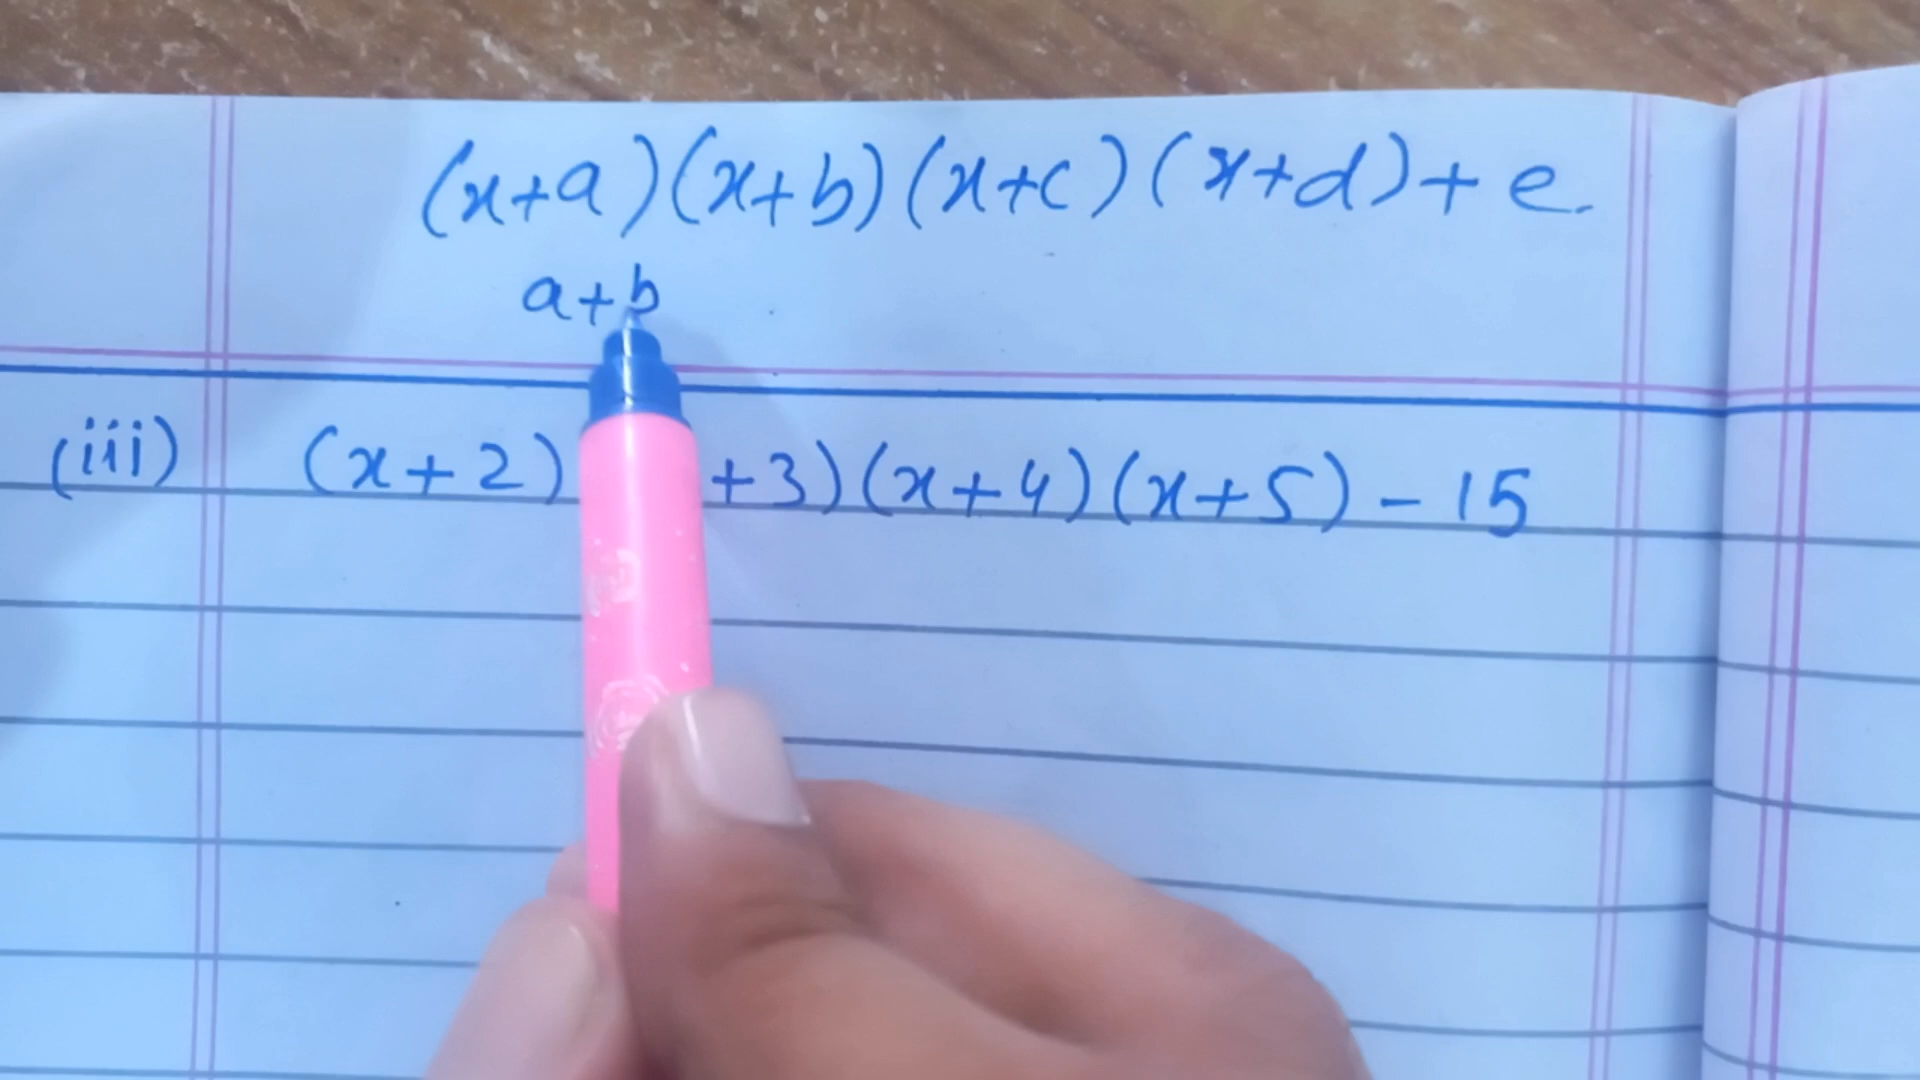 (x+a)(x+b)(x+c)(x+d)+e.
a+b
(iii) (x+2) +3)(x+4)(x+5)-15